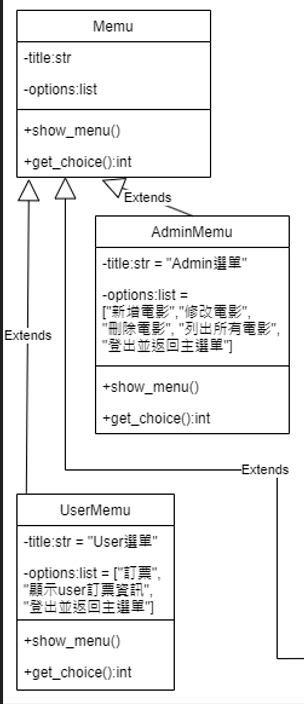 Memu
-title:str
-options:list
+show_menu()
+get_choice():int
Extends
AdminMemu
-title:str = "Admin選單"
-options:list =
["新增電影","修改電影",
"刪除電影", "列出所有電影",
"登出並返回主選單"]
+show_menu()
+get_choice():int
Extends
Extends
UserMemu
-title:str = "User選單"
-options:list = ["訂票",
"顯示user訂票資訊",
"登出並返回主選單"]
+show_menu()
+get_choice():int